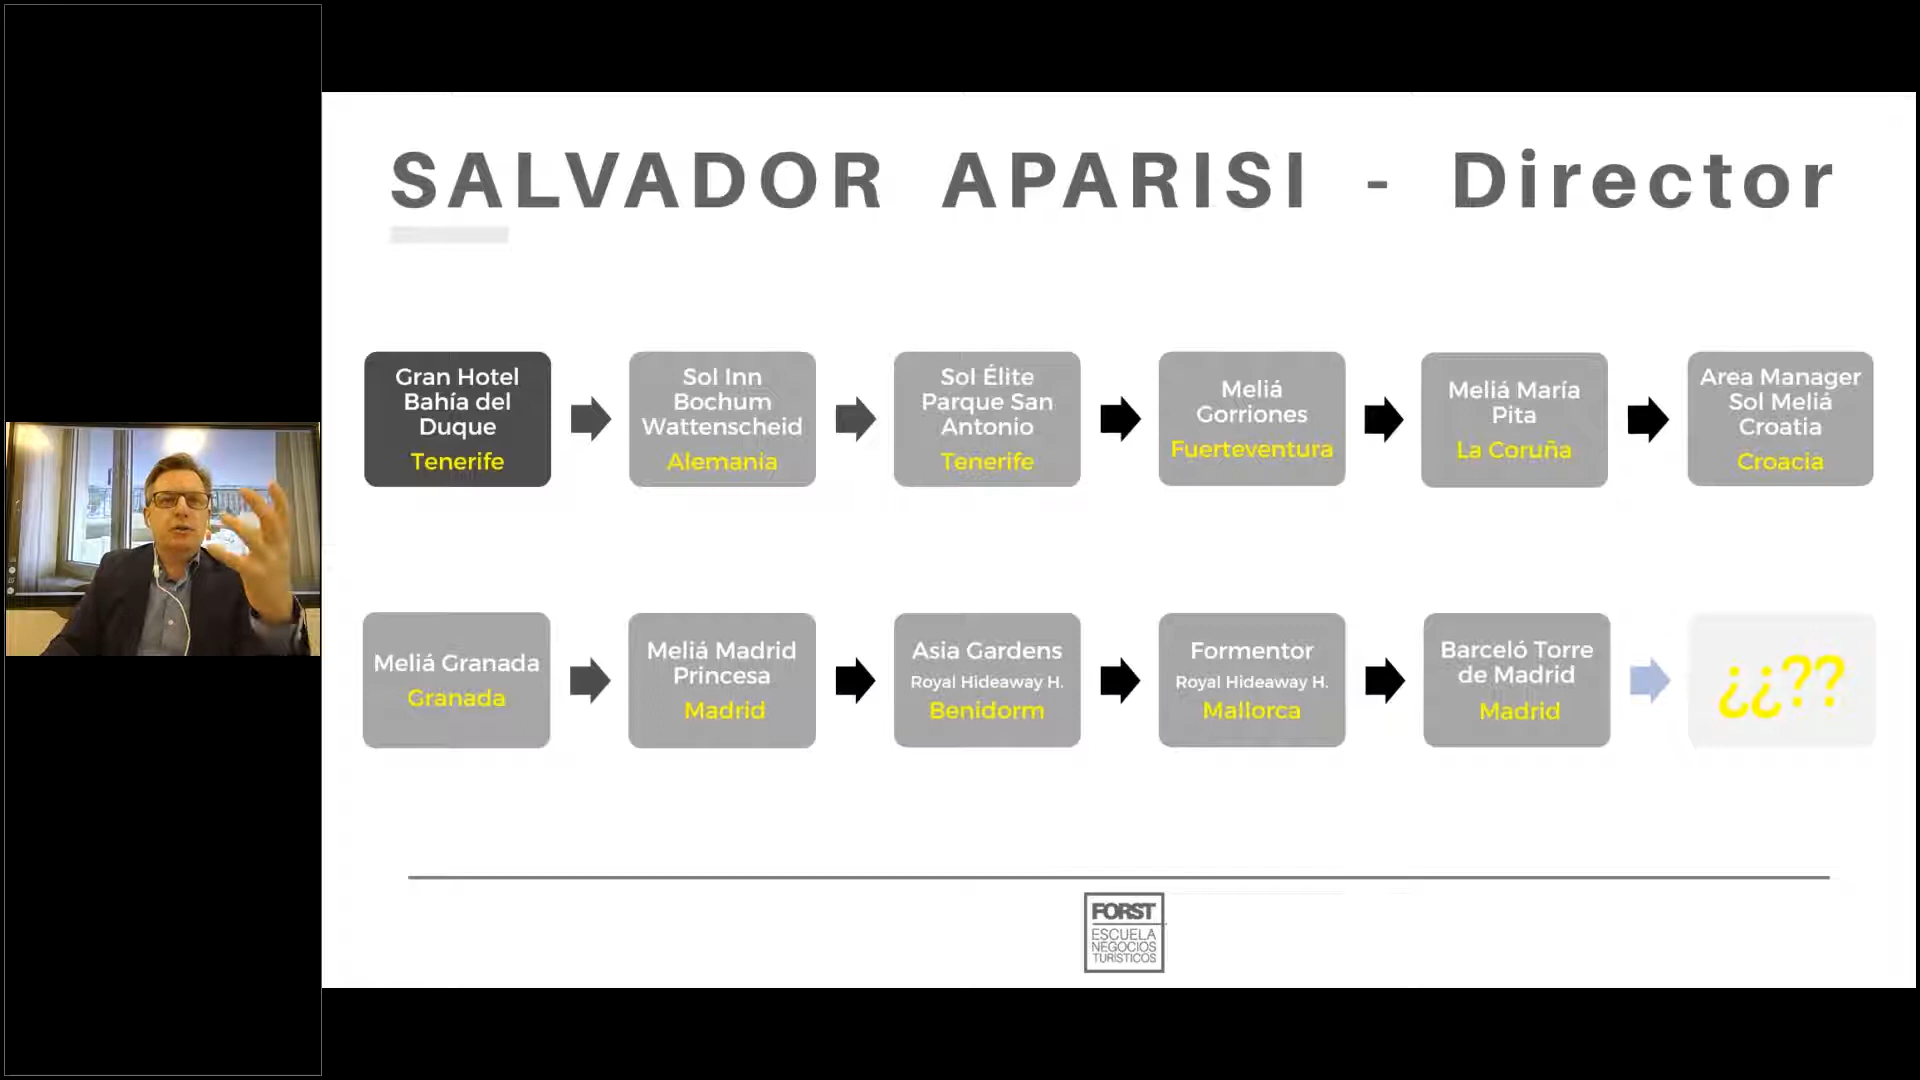 SALVADOR APARISI - Director
Gran Hotel
Bahía del
Duque
Tenerife
Sol Inn
Bochum
Wattenscheid
Alemania
Sol Élite
Parque San
Antonio
Tenerife
Meliá
Gorriones
Fuerteventura
Meliá María
Pita
La Coruña
Area Manager
Sol Meliá
Croatia
Croacia
Meliá Granada
Granada
Meliá Madrid
Princesa
Madrid
Asia Gardens
Royal Hideaway H.
Benidorm
Formentor
Royal Hideaway H.
Mallorca
Barceló Torre
de Madrid
Madrid
¿¿??
FORST
ESCUELA
NEGOCIOS
TURÍSTICOS